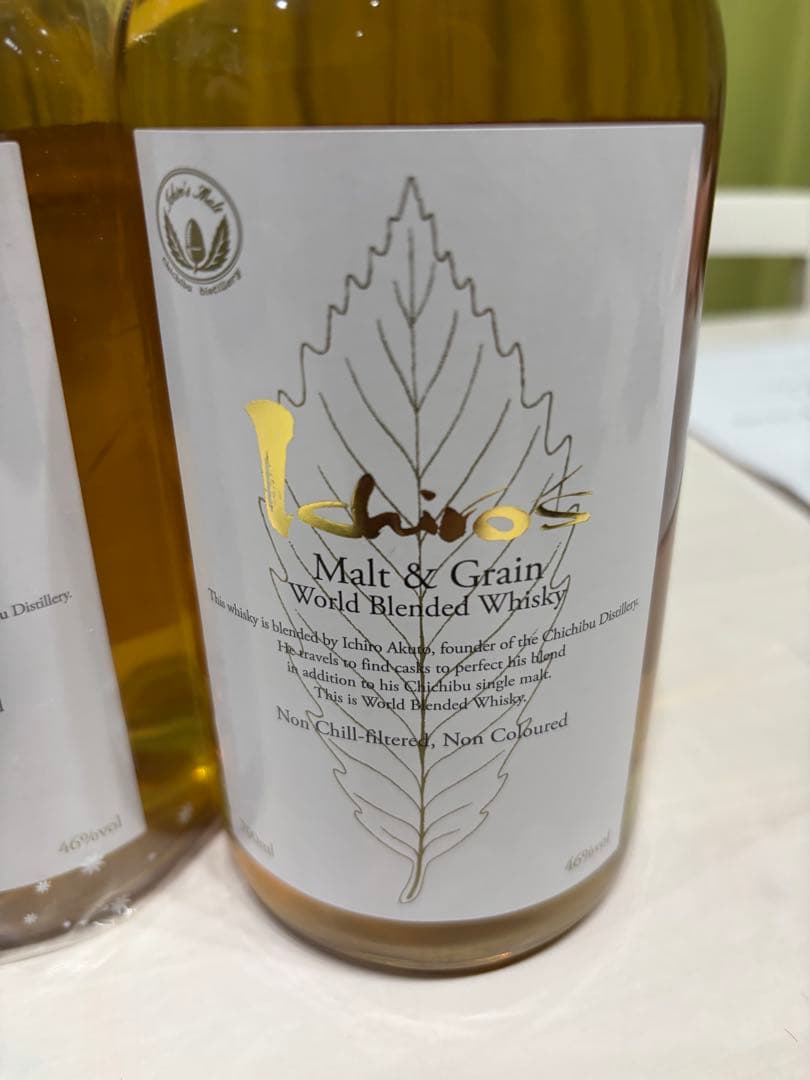 Ichiro's Malt
Chichibu Distillery
Ichiro's
Malt & Grain
World Blended Whisky
This whisky is blended by Ichiro Akuto, founder of the Chichibu Distillery.
He travels to find casks to perfect his blend
in addition to his Chichibu single malt.
This is World Blended Whisky.
Non Chill-filtered, Non Coloured
700ml
46%vol
u Distillery.
46%vol